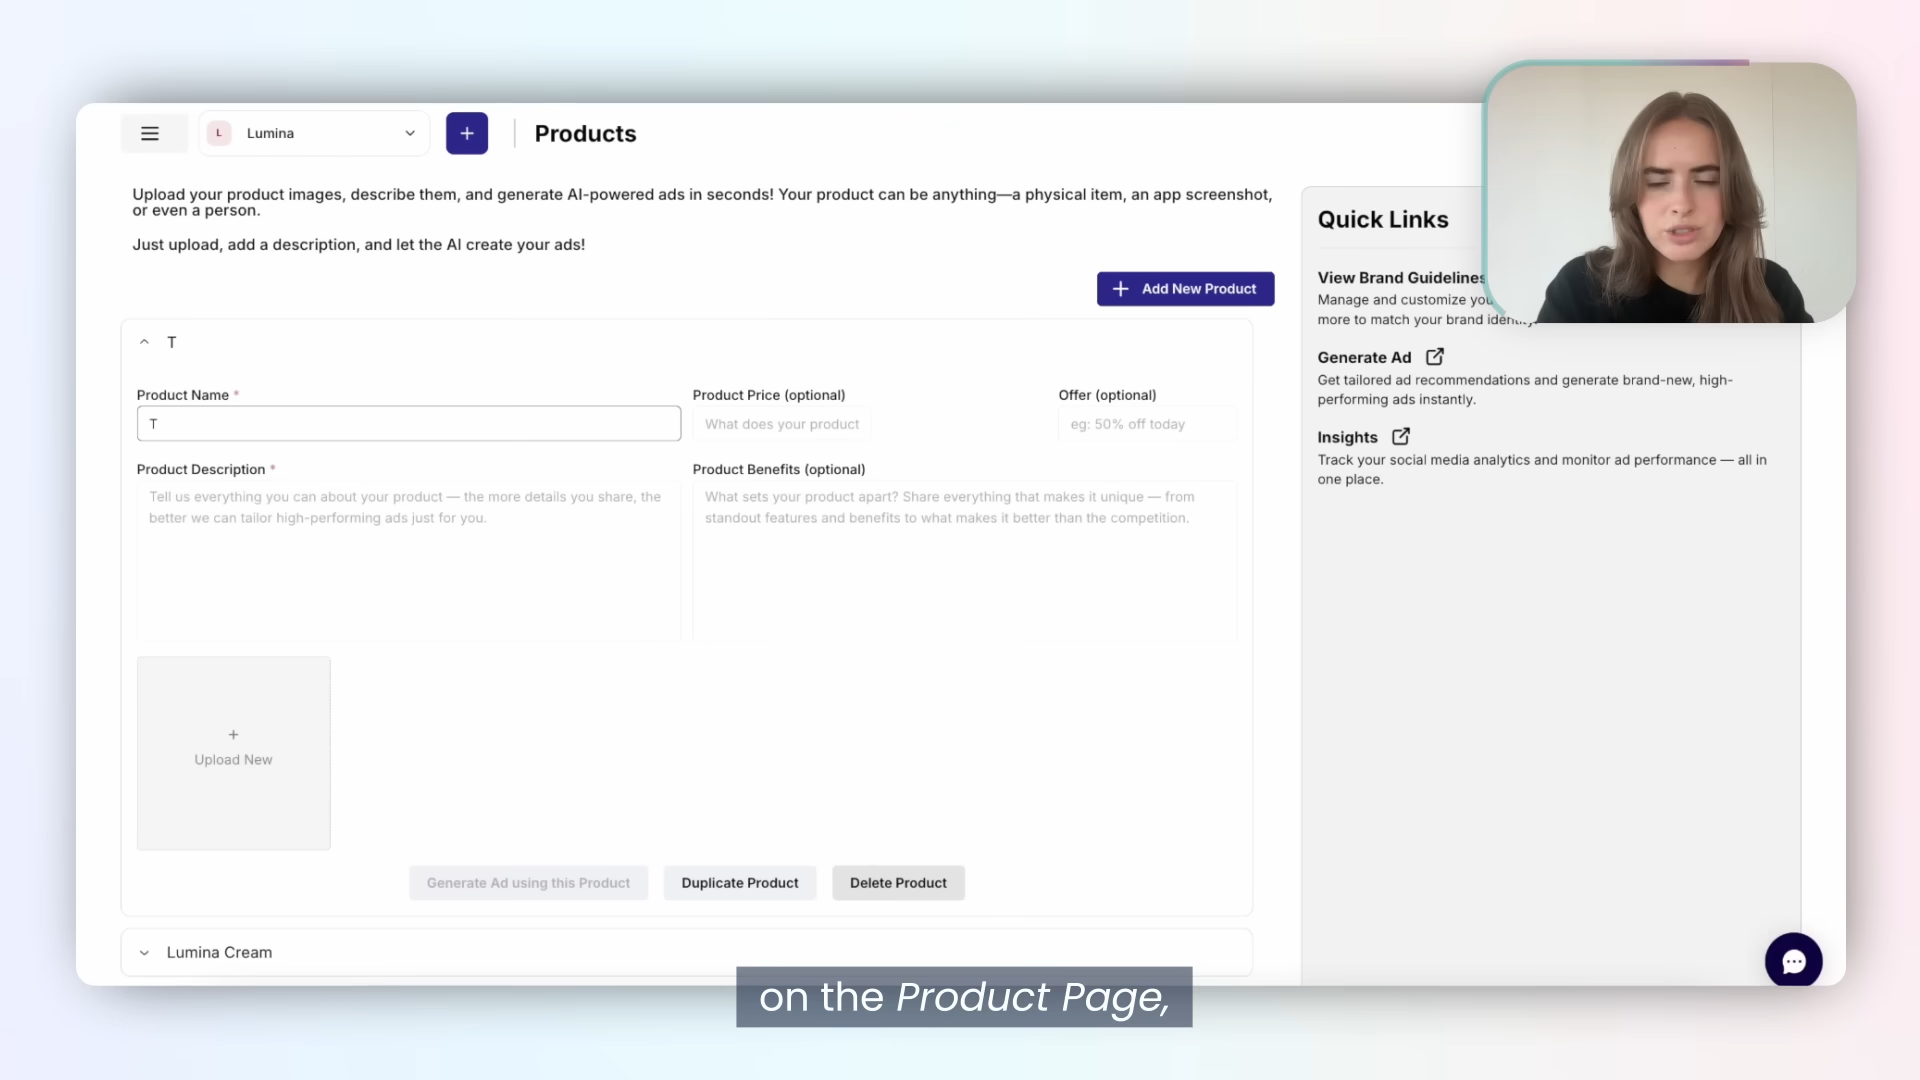 L Lumina + Products
Upload your product images, describe them, and generate AI-powered ads in seconds! Your product can be anything—a physical item, an app screenshot,
or even a person.
Just upload, add a description, and let the AI create your ads!
+ Add New Product
T
Product Name *
T
Product Price (optional)
What does your product
Offer (optional)
eg: 50% off today
Product Description *
Tell us everything you can about your product — the more details you share, the
better we can tailor high-performing ads just for you.
Product Benefits (optional)
What sets your product apart? Share everything that makes it unique — from
standout features and benefits to what makes it better than the competition.
+
Upload New
Generate Ad using this Product
Duplicate Product
Delete Product
Lumina Cream
Quick Links
View Brand Guidelines
Manage and customize you
more to match your brand identity.
Generate Ad
Get tailored ad recommendations and generate brand-new, high-
performing ads instantly.
Insights
Track your social media analytics and monitor ad performance — all in
one place.
on the Product Page,